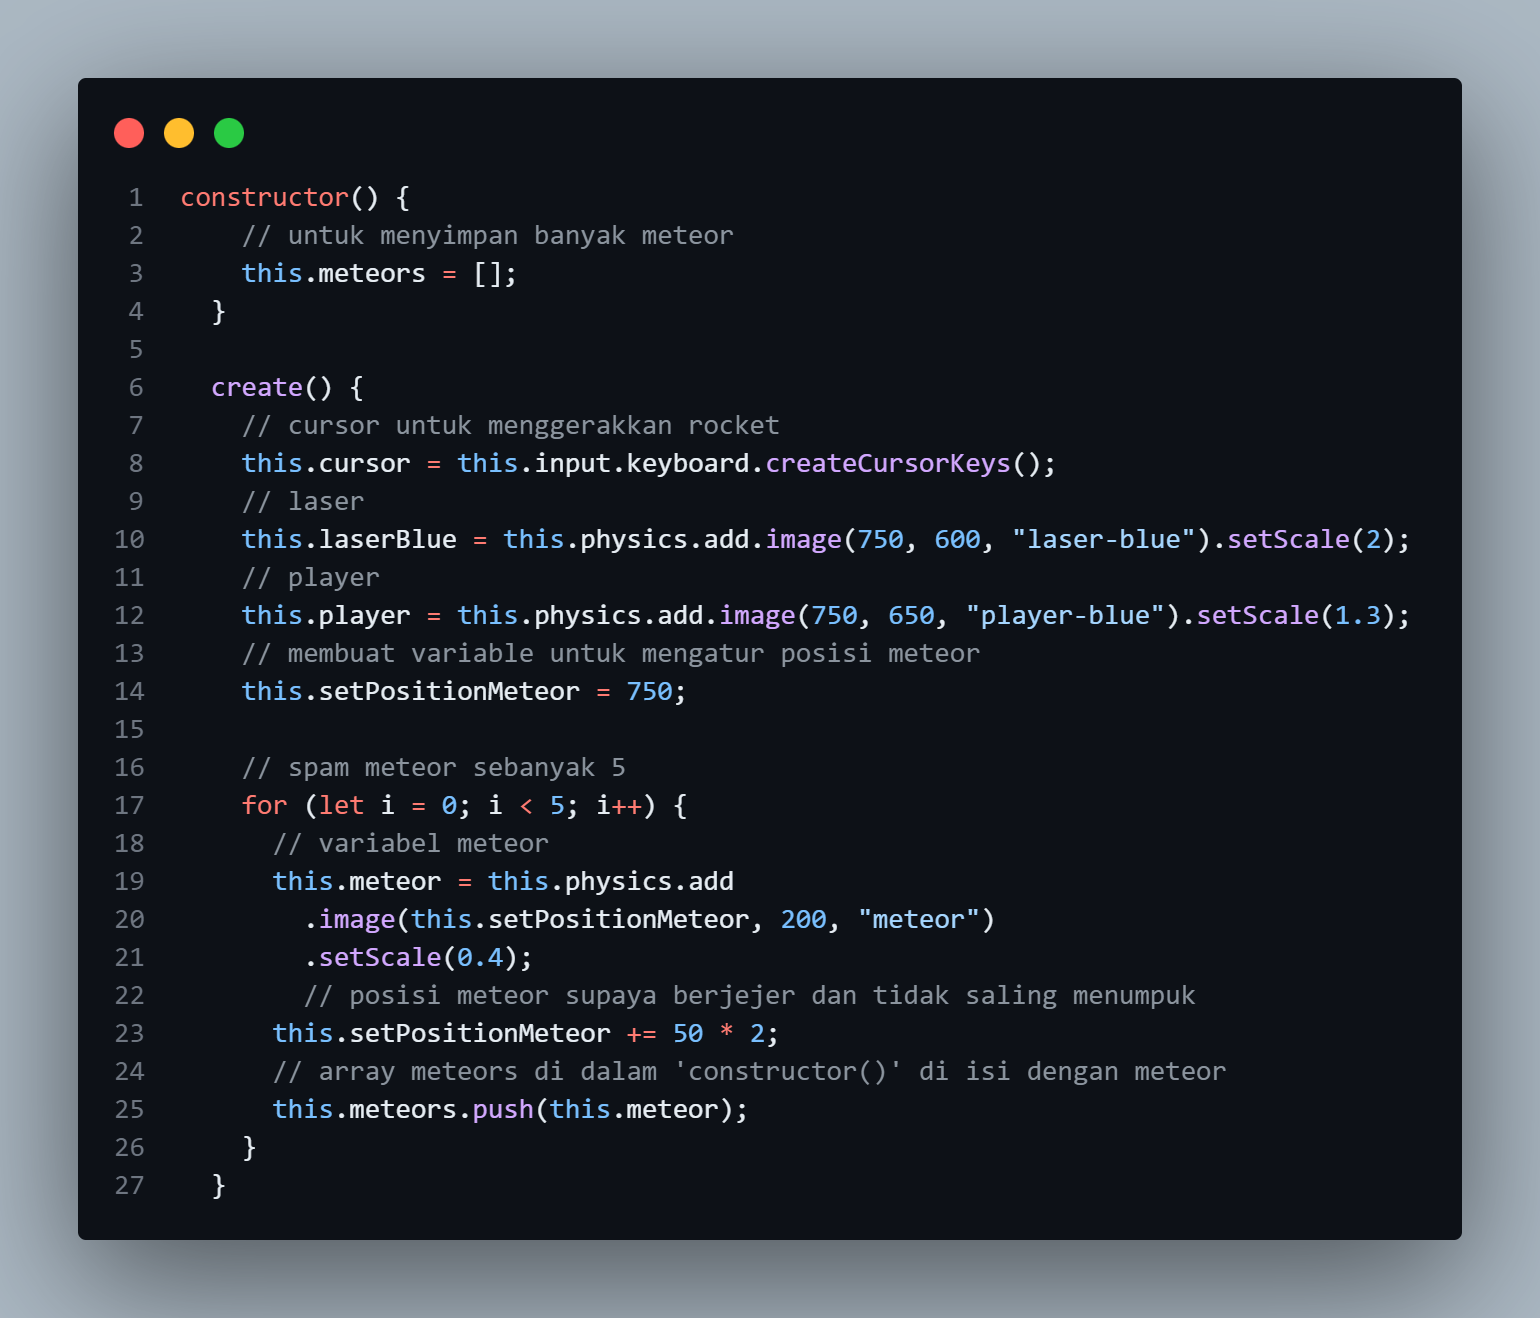 1 constructor() {
2 // untuk menyimpan banyak meteor
3 this.meteors = [];
4 }
5
6 create() {
7 // cursor untuk menggerakkan rocket
8 this.cursor = this.input.keyboard.createCursorKeys();
9 // laser
10 this.laserBlue = this.physics.add.image(750, 600, "laser-blue").setScale(2);
11 // player
12 this.player = this.physics.add.image(750, 650, "player-blue").setScale(1.3);
13 // membuat variable untuk mengatur posisi meteor
14 this.setPositionMeteor = 750;
15
16 // spam meteor sebanyak 5
17 for (let i = 0; i < 5; i++) {
18 // variabel meteor
19 this.meteor = this.physics.add
20 .image(this.setPositionMeteor, 200, "meteor")
21 .setScale(0.4);
22 // posisi meteor supaya berjejer dan tidak saling menumpuk
23 this.setPositionMeteor += 50 * 2;
24 // array meteors di dalam 'constructor()' di isi dengan meteor
25 this.meteors.push(this.meteor);
26 }
27 }